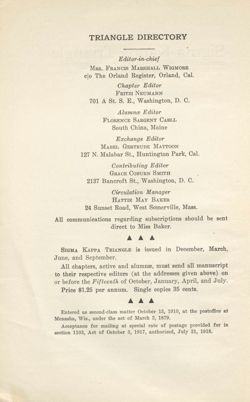 TRIANGLE DIRECTORY
Editor-in-chief
MRS. FRANCIS MARSHALL WIGMORE
c/o The Orland Register, Orland, Cal.
Chapter Editor
FRITH NEUMANN
701 A St. S. E., Washington, D. C.
Alumnæ Editor
FLORENCE SARGENT CARLL
South China, Maine
Exchange Editor
MABEL GERTRUDE MATTOON
127 N. Malabar St., Huntington Park, Cal.
Contributing Editor
GRACE COBURN SMITH
2137 Bancroft St., Washington, D. C.
Circulation Manager
HATTIE MAY BAKER
24 Sunset Road, West Somerville, Mass.
All communications regarding subscriptions should be sent
direct to Miss Baker.
SIGMA KAPPA TRIANGLE is issued in December, March,
June, and September.
All chapters, active and alumnæ, must send all manuscript
to their respective editors (at the addresses given above) on
or before the Fifteenth of October, January, April, and July.
Price $1.25 per annum. Single copies 35 cents.
Entered as second-class matter October 15, 1910, at the postoffice at
Menasha, Wis., under the act of March 3, 1879.
Acceptance for mailing at special rate of postage provided for in
section 1103, Act of October 3, 1917, authorized, July 31, 1918.